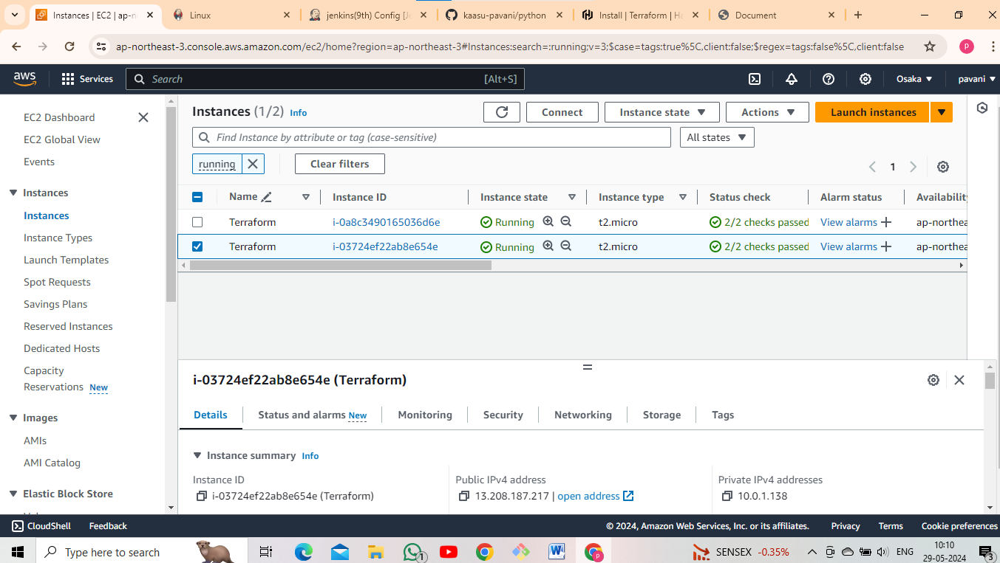 Instances | EC2 | ap-n
Linux
jenkins(9th) Config [Je
kaasu-pavani/python
Install | Terraform | Ha
Document
ap-northeast-3.console.aws.amazon.com/ec2/home?region=ap-northeast-3#Instances:search=:running;v=3;$case=tags:true%5C,client:false;$regex=tags:false%5C,client:false
P
aws
Services
Search
[Alt+S]
Osaka
pavani
EC2 Dashboard
EC2 Global View
Events
Instances
Instances
Instance Types
Launch Templates
Spot Requests
Savings Plans
Reserved Instances
Dedicated Hosts
Capacity
Reservations New
Images
AMIs
AMI Catalog
Elastic Block Store
Instances (1/2) Info
Connect
Instance state
Actions
Launch instances
Find Instance by attribute or tag (case-sensitive)
All states
running
Clear filters
1
Name Instance ID Instance state Instance type Status check Alarm status Availability
Terraform i-0a8c3490165036d6e Running t2.micro 2/2 checks passed View alarms ap-northea
Terraform i-03724ef22ab8e654e Running t2.micro 2/2 checks passed View alarms ap-northea
i-03724ef22ab8e654e (Terraform)
Details Status and alarms New Monitoring Security Networking Storage Tags
Instance summary Info
Instance ID
i-03724ef22ab8e654e (Terraform)
Public IPv4 address
13.208.187.217 | open address
Private IPv4 addresses
10.0.1.138
CloudShell Feedback
© 2024, Amazon Web Services, Inc. or its affiliates. Privacy Terms Cookie preferences
Type here to search
1
W
P
SENSEX -0.35%
ENG
10:10
29-05-2024
3